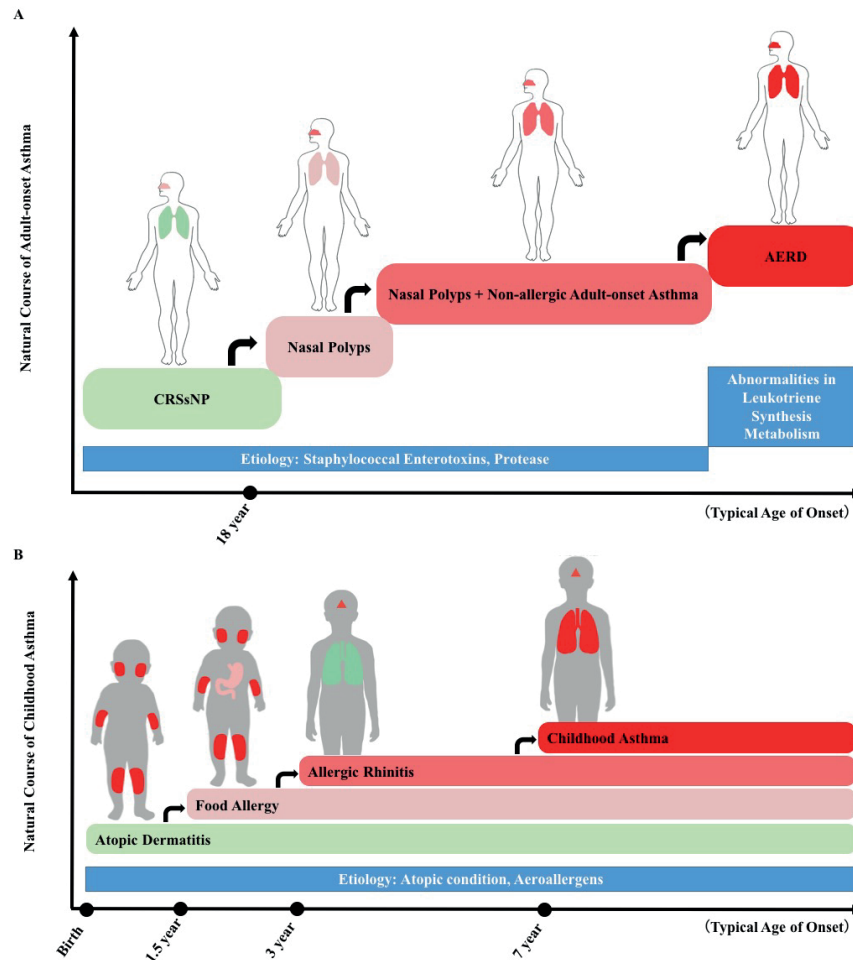 A
Natural Course of Adult-onset Asthma
AERD
Nasal Polyps + Non-allergic Adult-onset Asthma
Nasal Polyps
CRSsNP
Abnormalities in
Leukotriene
Synthesis
Metabolism
Etiology: Staphylococcal Enterotoxins, Protease
18 year
(Typical Age of Onset)
B
Natural Course of Childhood Asthma
Childhood Asthma
Allergic Rhinitis
Food Allergy
Atopic Dermatitis
Etiology: Atopic condition, Aeroallergens
Birth
1.5 year
3 year
7 year
(Typical Age of Onset)